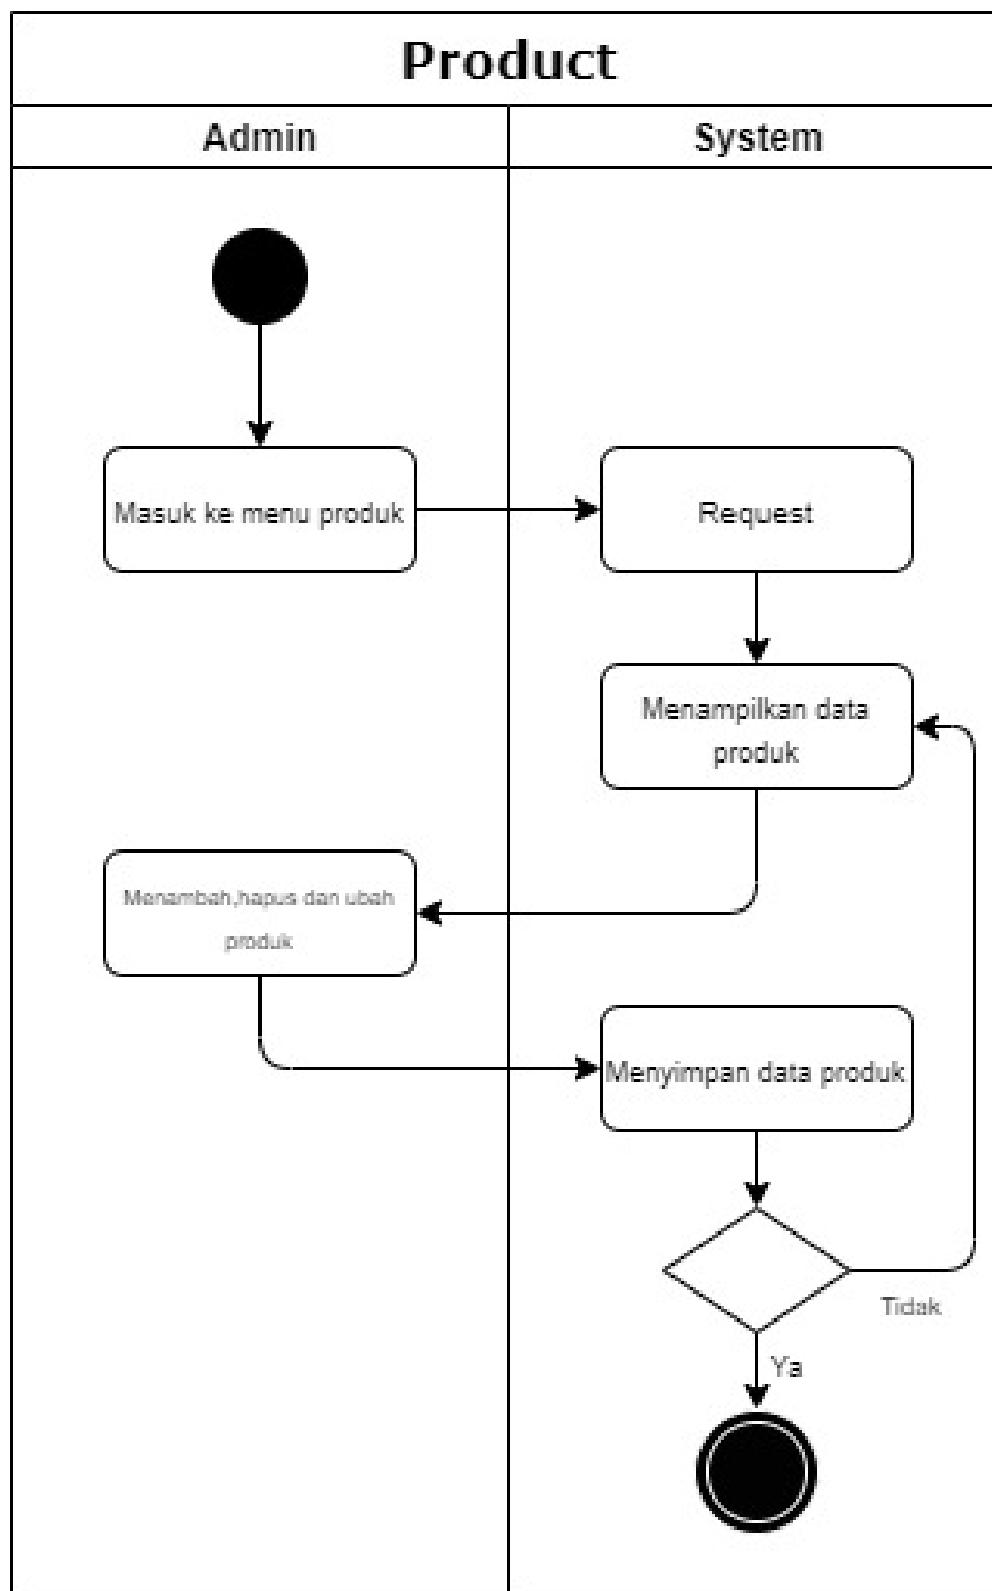 Product
Admin
System
Masuk ke menu produk
Request
Menampilkan data
produk
Menambah,hapus dan ubah
produk
Menyimpan data produk
Tidak
Ya